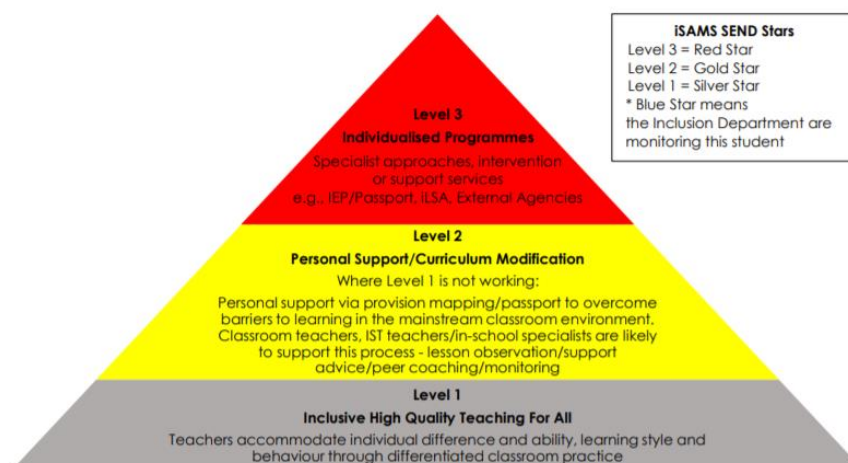 Level 3
Individualised Programmes
Specialist approaches, intervention
or support services
e.g., IEP/Passport, iLSA, External Agencies
Level 2
Personal Support/Curriculum Modification
Where Level 1 is not working:
Personal support via provision mapping/passport to overcome
barriers to learning in the mainstream classroom environment.
Classroom teachers, IST teachers/in-school specialists are likely
to support this process - lesson observation/support
advice/peer coaching/monitoring
Level 1
Inclusive High Quality Teaching For All
Teachers accommodate individual difference and ability, learning style and
behaviour through differentiated classroom practice
iSAMS SEND Stars
Level 3 = Red Star
Level 2 = Gold Star
Level 1 = Silver Star
* Blue Star means
the Inclusion Department are
monitoring this student